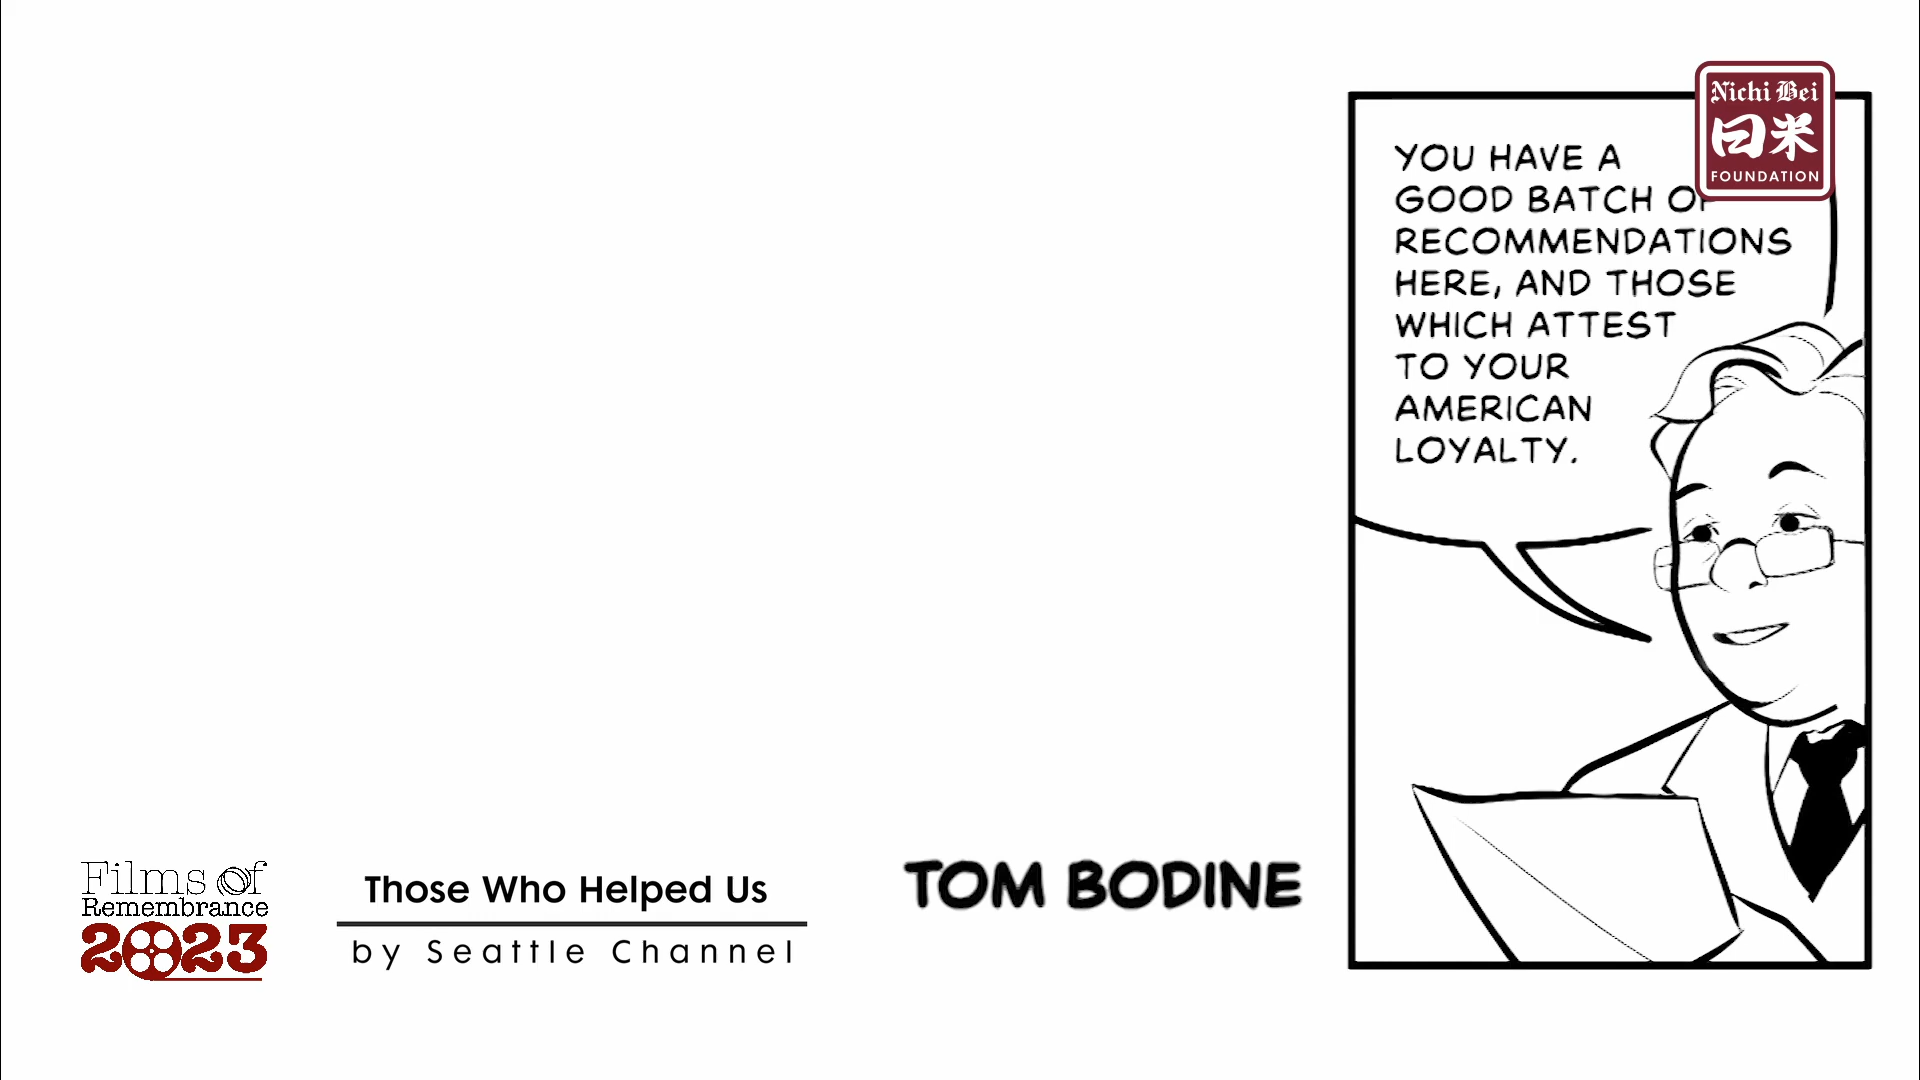 Nichi Bei
日米
FOUNDATION
YOU HAVE A
GOOD BATCH OF
RECOMMENDATIONS
HERE, AND THOSE
WHICH ATTEST
TO YOUR
AMERICAN
LOYALTY.
TOM BODINE
Films of
Remembrance
2023
Those Who Helped Us
by Seattle Channel